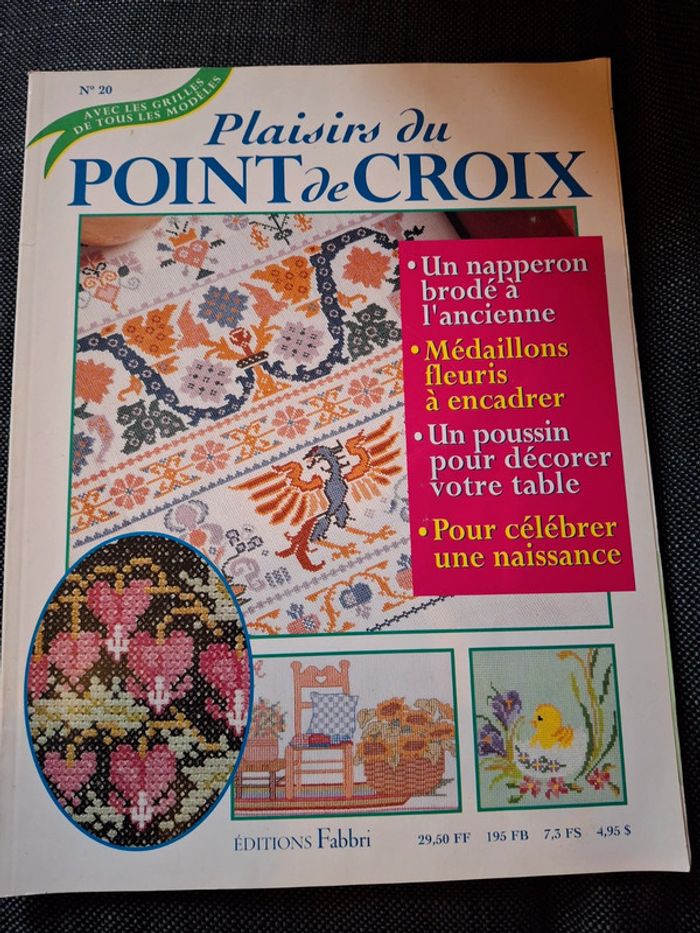 N° 20
AVEC LES GRILLES
DE TOUS LES MODÈLES
Plaisirs du
POINT de CROIX
• Un napperon
brodé à
l'ancienne
• Médaillons
fleuris
à encadrer
• Un poussin
pour décorer
votre table
• Pour célébrer
une naissance
ÉDITIONS Fabbri
29,50 FF 195 FB 7,3 FS 4,95 $